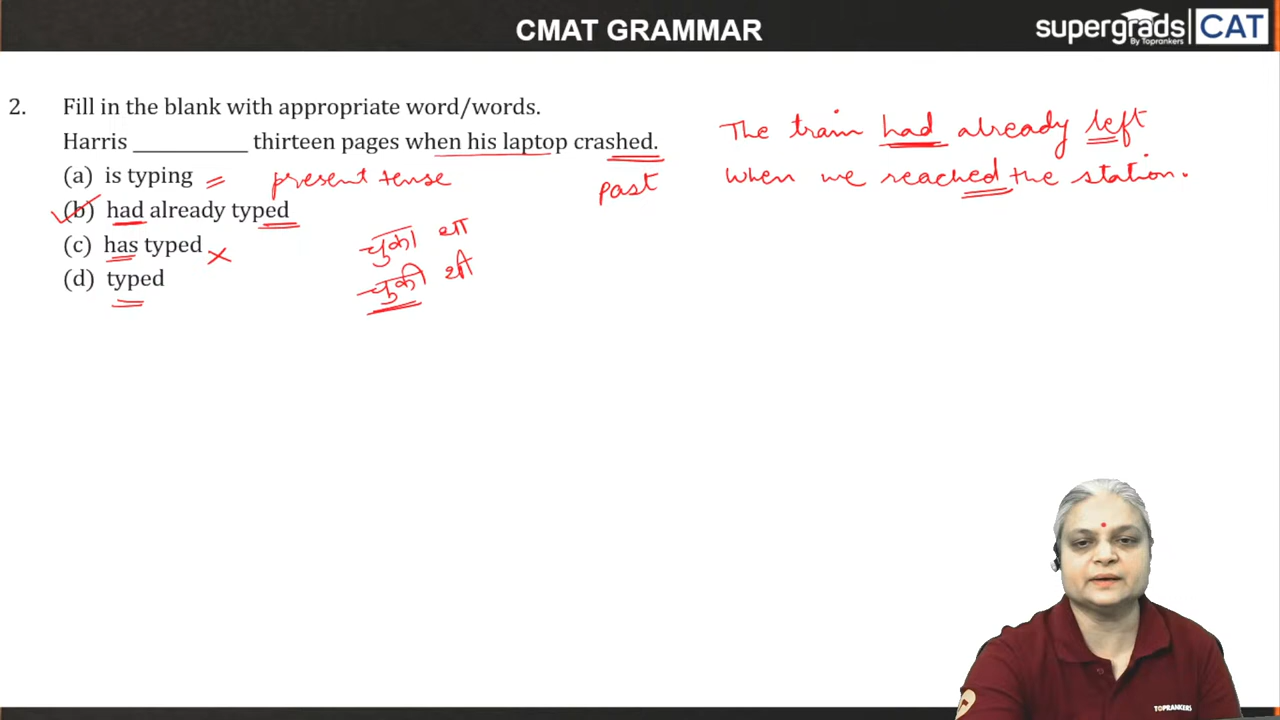 CMAT GRAMMAR
supergrads
By Toprankers
CAT
2. Fill in the blank with appropriate word/words.
Harris __________ thirteen pages when his laptop crashed.
(a) is typing = present tense
past
(b) had already typed
(c) has typed ×
(d) typed
चुका था
चुकी थी
The train had already left
when we reached the station.
TOPRANKERS